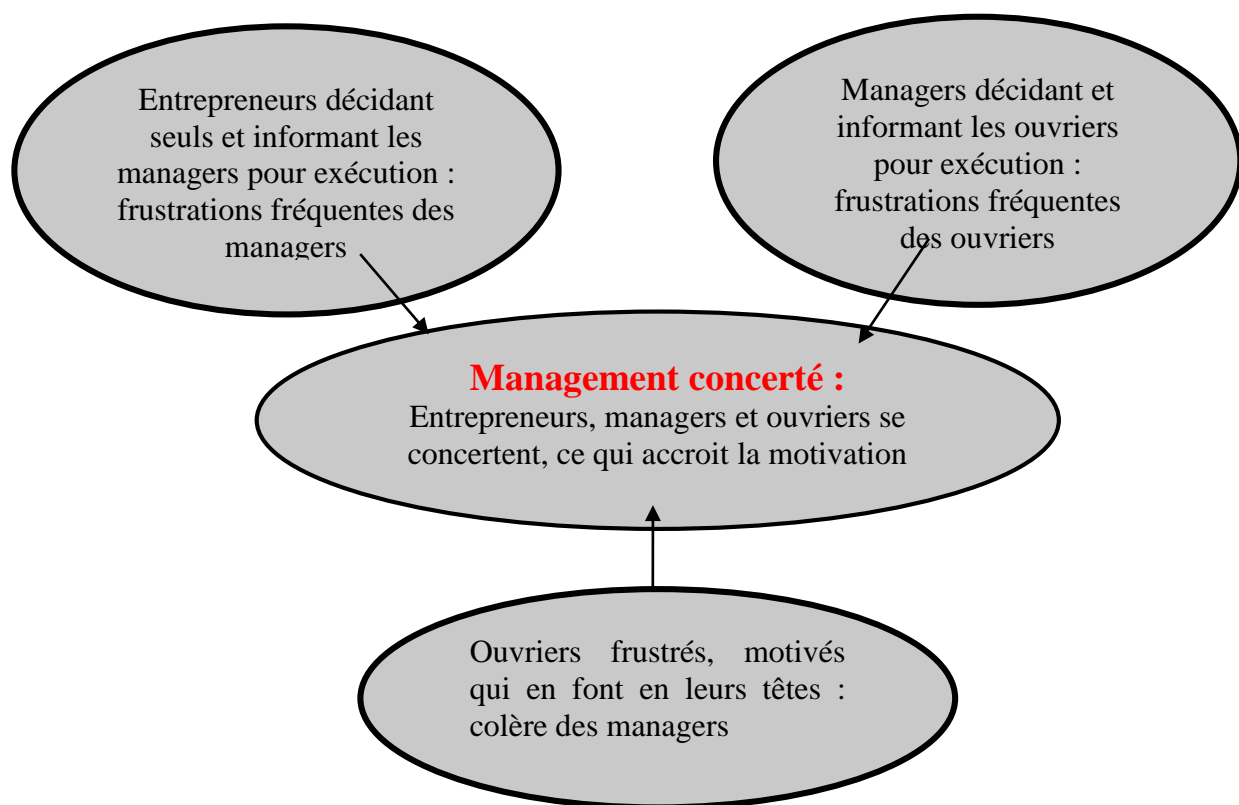 Entrepreneurs décidant
seuls et informant les
managers pour exécution :
frustrations fréquentes des
managers
Managers décidant et
informant les ouvriers
pour exécution :
frustrations fréquentes
des ouvriers
Management concerté :
Entrepreneurs, managers et ouvriers se
concertent, ce qui accroit la motivation
Ouvriers frustrés, motivés
qui en font en leurs têtes :
colère des managers